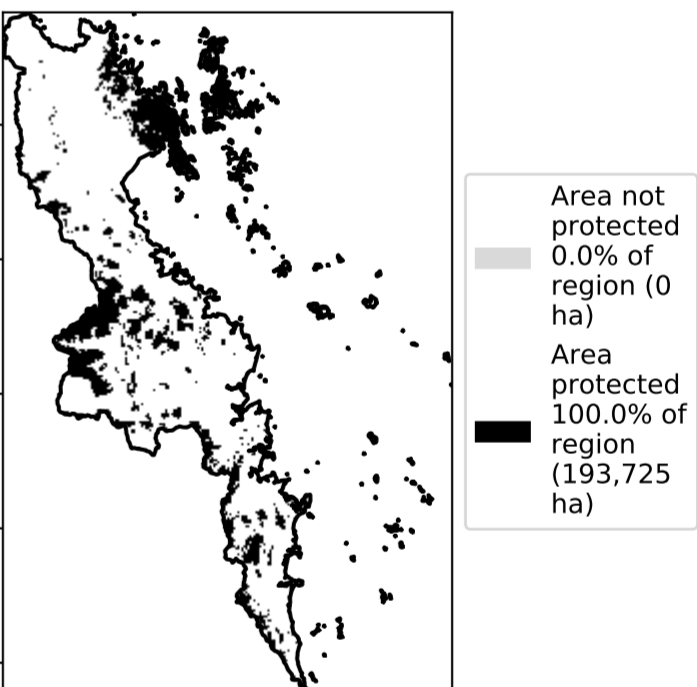 Area not
protected
0.0% of
region (0
ha)
Area
protected
100.0% of
region
(193,725
ha)